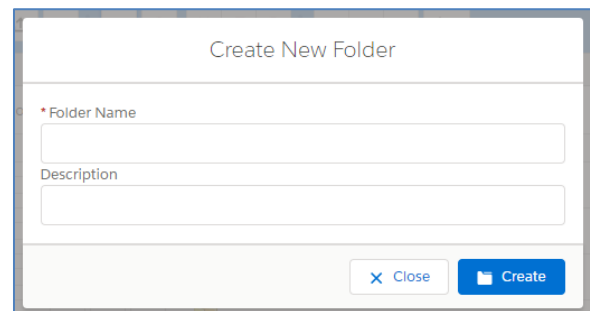 Create New Folder
* Folder Name
Description
Close
Create